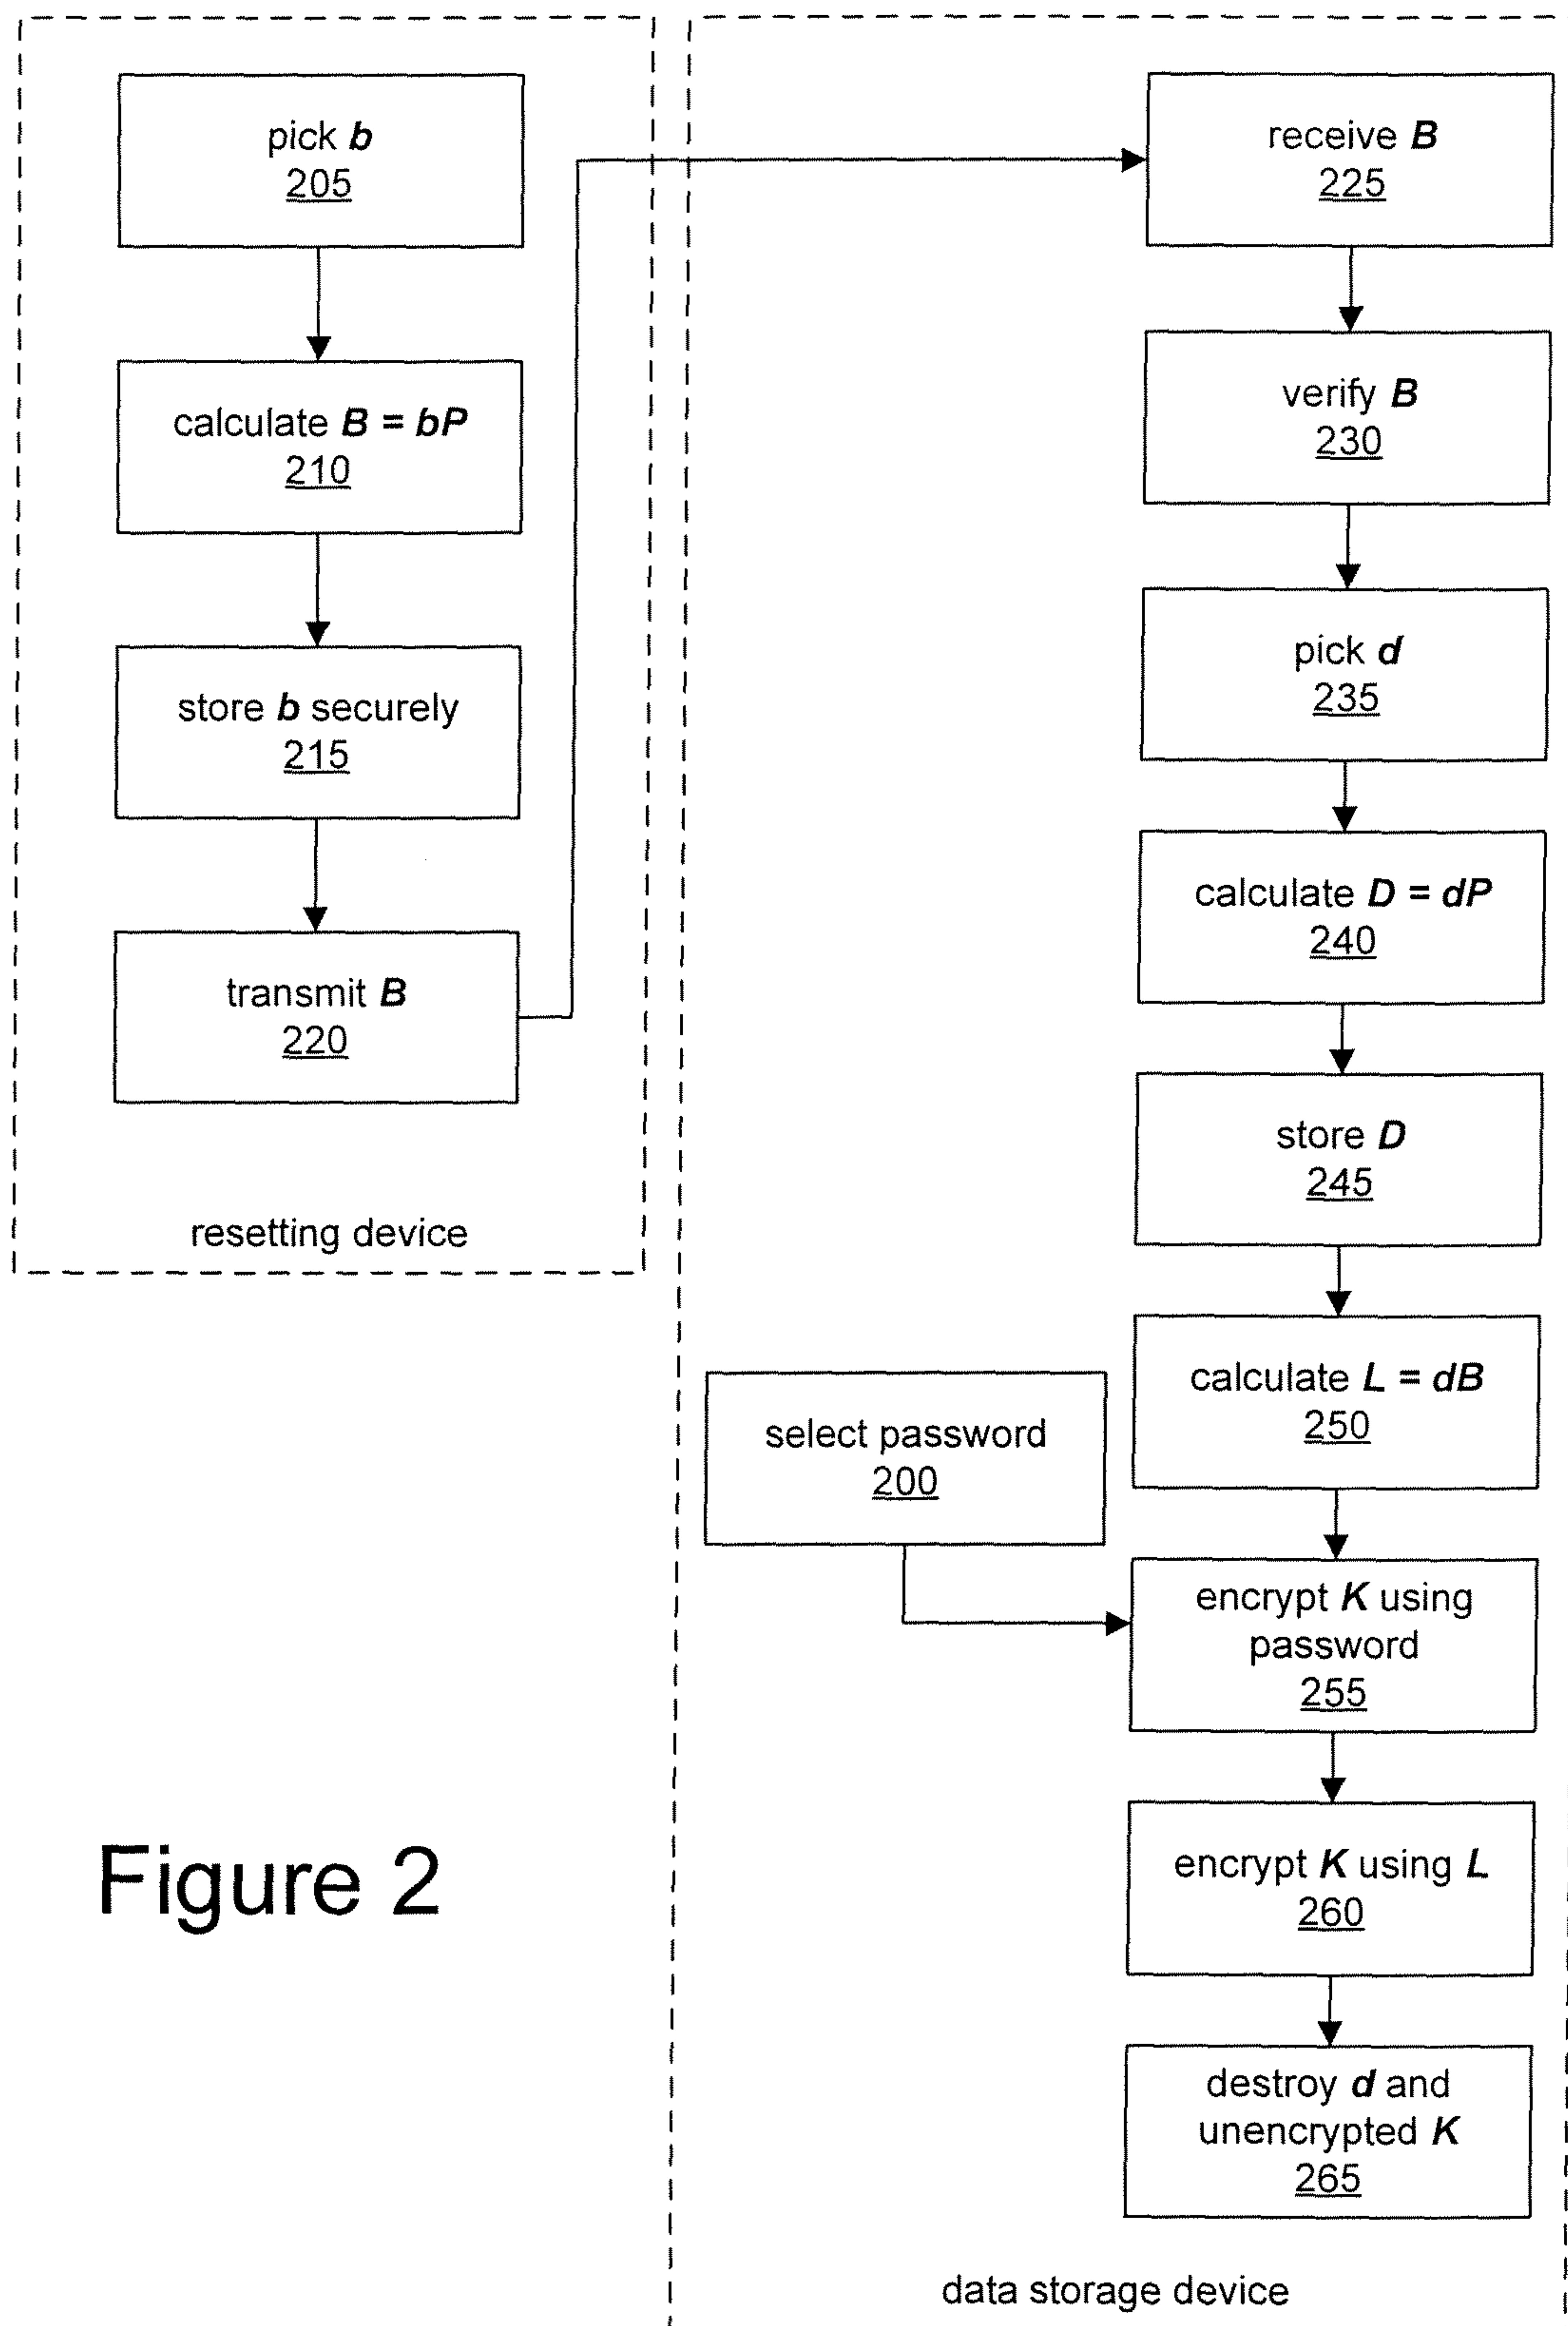 pick b
205
calculate B = bP
210
store b securely
215
transmit B
220
resetting device
receive B
225
verify B
230
pick d
235
calculate D = dP
240
store D
245
calculate L = dB
250
select password
200
encrypt K using
password
255
encrypt K using L
260
destroy d and
unencrypted K
265
data storage device
Figure 2